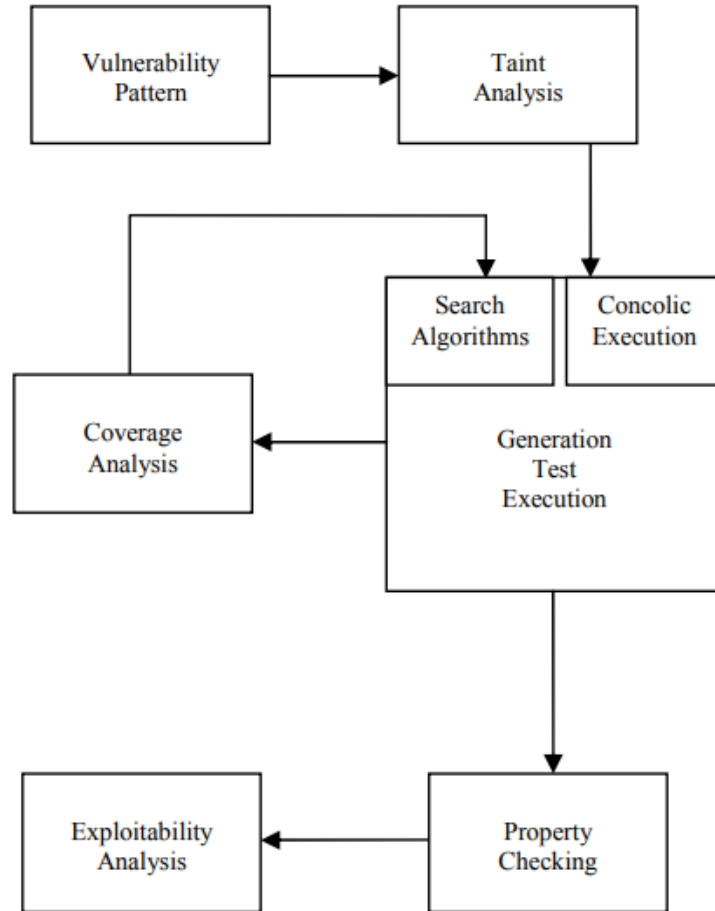 Vulnerability
Pattern
Taint
Analysis
Search
Algorithms
Concolic
Execution
Coverage
Analysis
Generation
Test
Execution
Exploitability
Analysis
Property
Checking